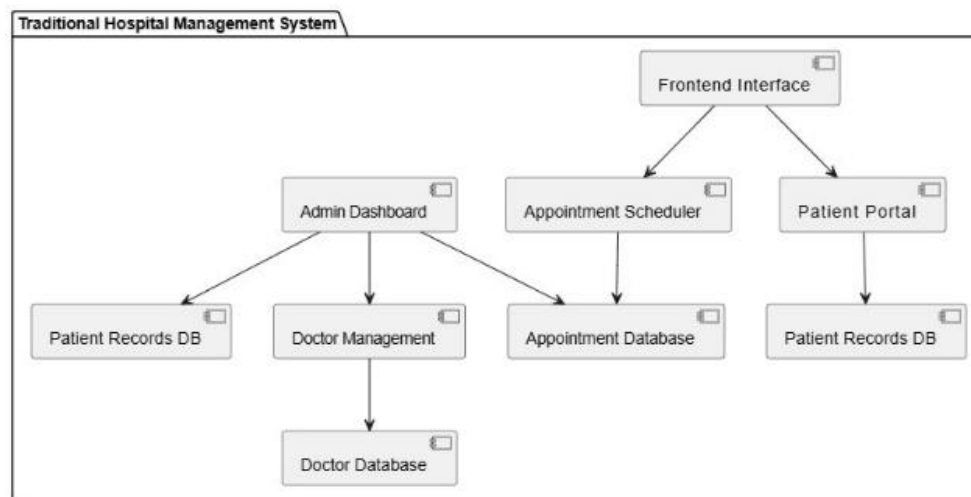 Traditional Hospital Management System
Frontend Interface
Admin Dashboard
Appointment Scheduler
Patient Portal
Patient Records DB
Doctor Management
Appointment Database
Patient Records DB
Doctor Database